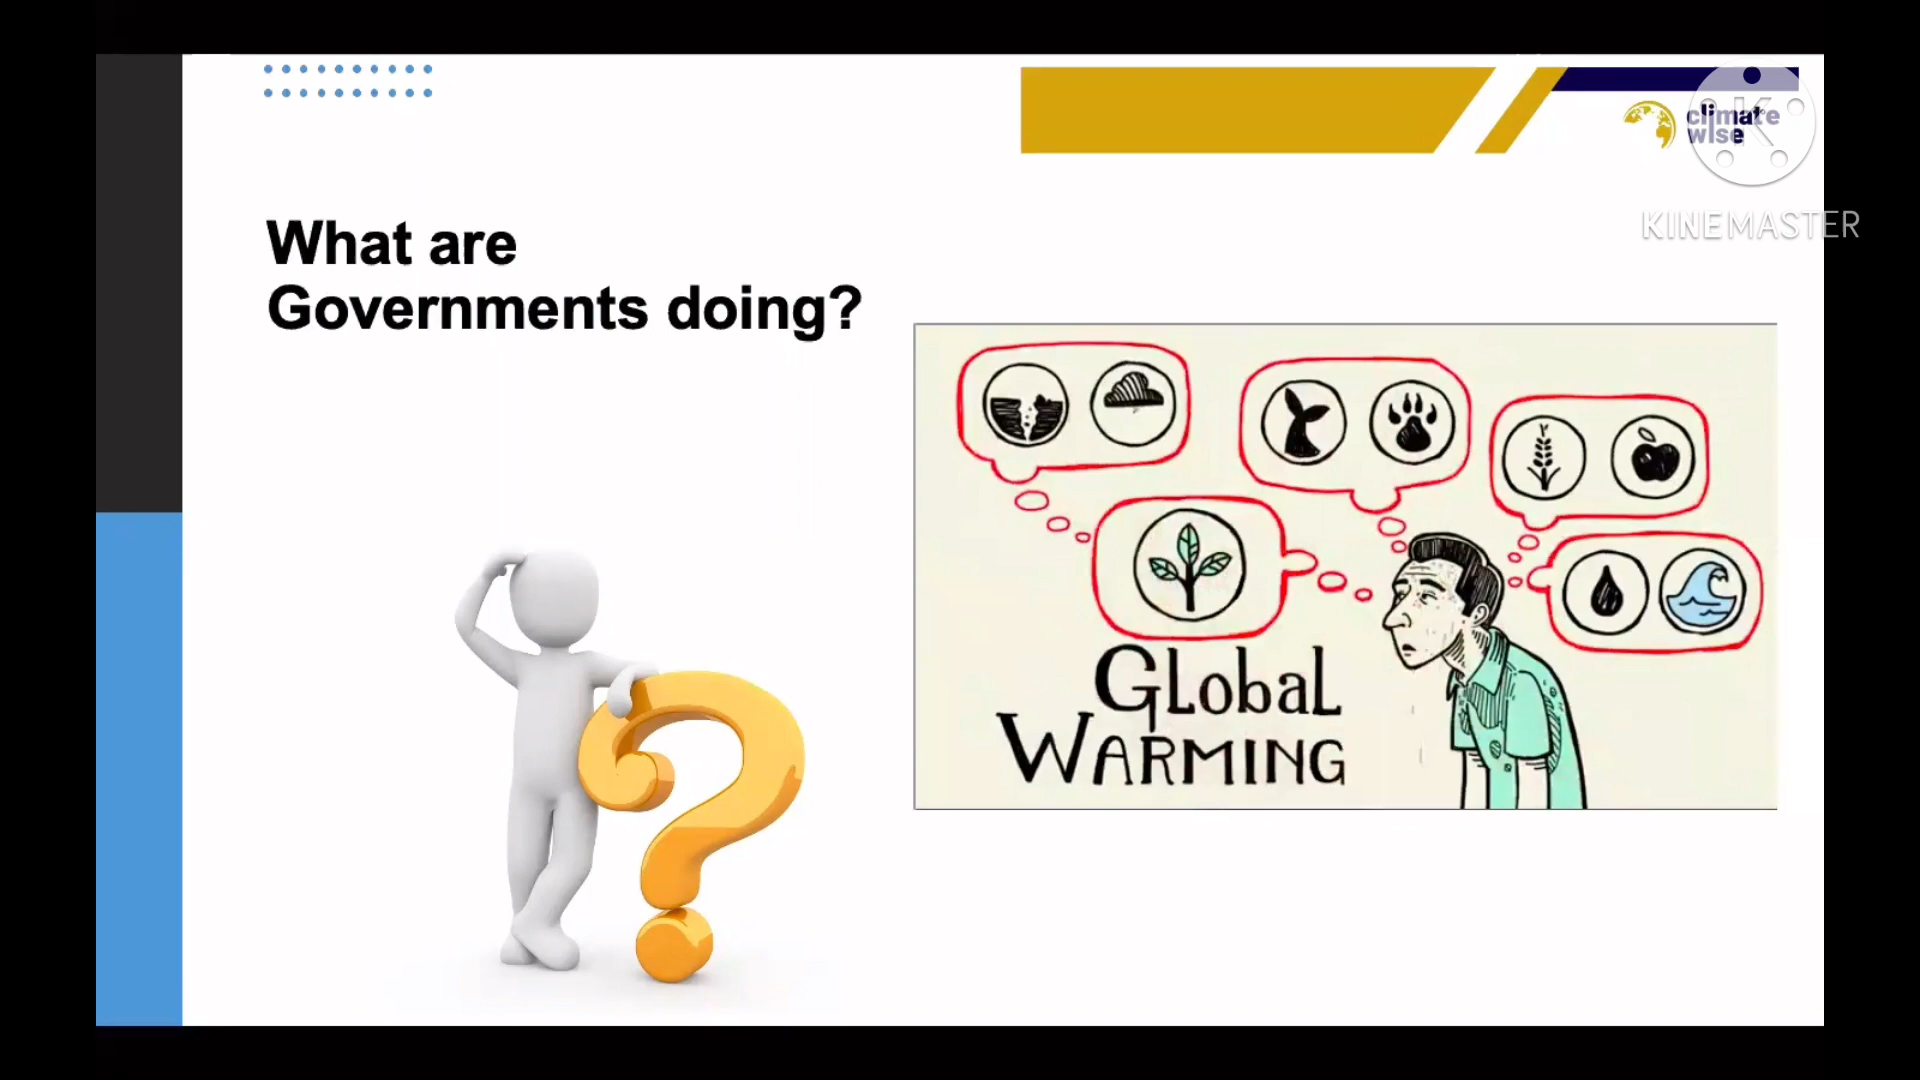 climate
wise
KINEMASTER
What are
Governments doing?
GLobaL
WARMING